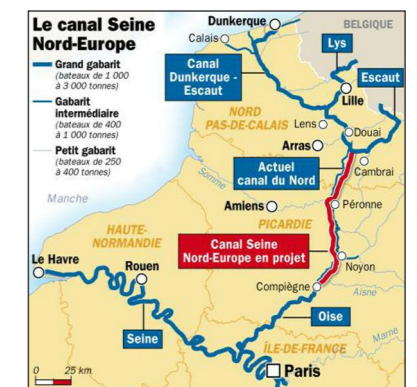 Le canal Seine
Nord-Europe
Grand gabarit
(bateaux de 1 000
à 3 000 tonnes)
Gabarit
intermédiaire
(bateaux de 400
à 1 000 tonnes)
Petit gabarit
(bateaux de 250
à 400 tonnes)
Dunkerque
Calais
BELGIQUE
Lys
Canal
Dunkerque -
Escaut
Escaut
Lille
NORD
PAS-DE-CALAIS
Lens
Douai
Arras
Actuel
canal du Nord
Cambrai
Manche
Somme
Amiens
Péronne
PICARDIE
HAUTE-
NORMANDIE
Canal Seine
Nord-Europe en projet
Le Havre
Rouen
Noyon
Compiègne
Aisne
Seine
Oise
Marne
ÎLE-DE-FRANCE
Paris
0 25 km